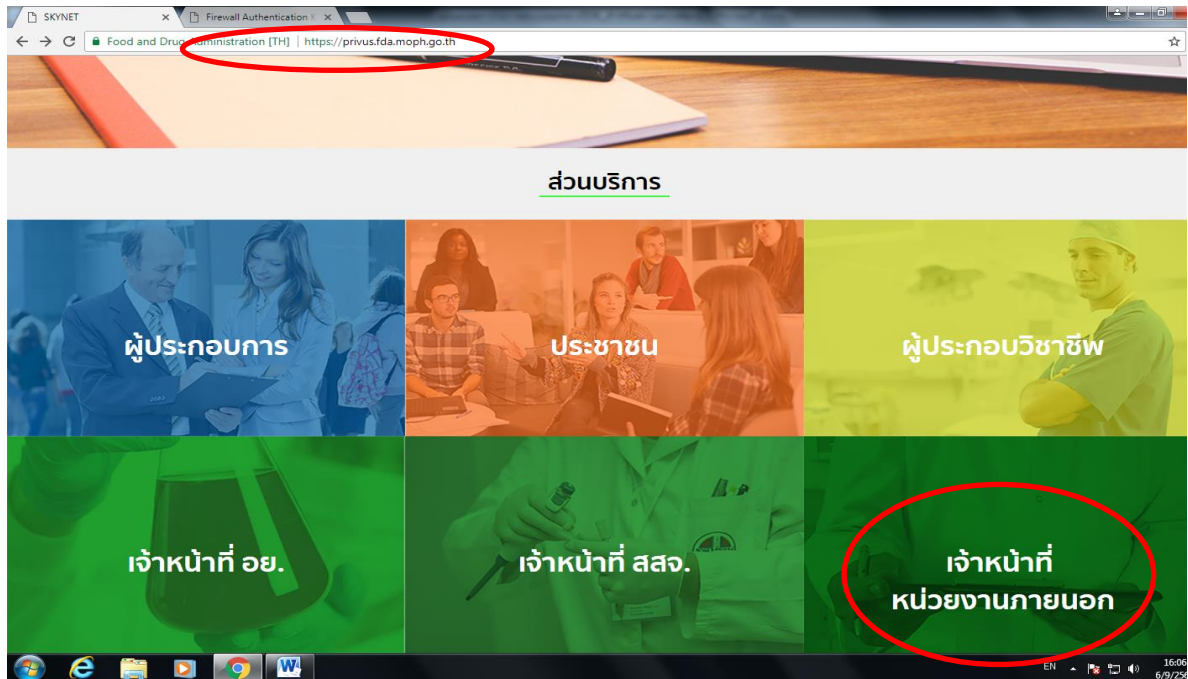 SKYNET
Firewall Authentication K
Food and Drug Administration [TH] | https://privus.fda.moph.go.th
ส่วนบริการ
ผู้ประกอบการ
ประชาชน
ผู้ประกอบวิชาชีพ
เจ้าหน้าที่ อย.
เจ้าหน้าที่ สสจ.
เจ้าหน้าที่
หน่วยงานภายนอก
EN
16:06
6/9/256